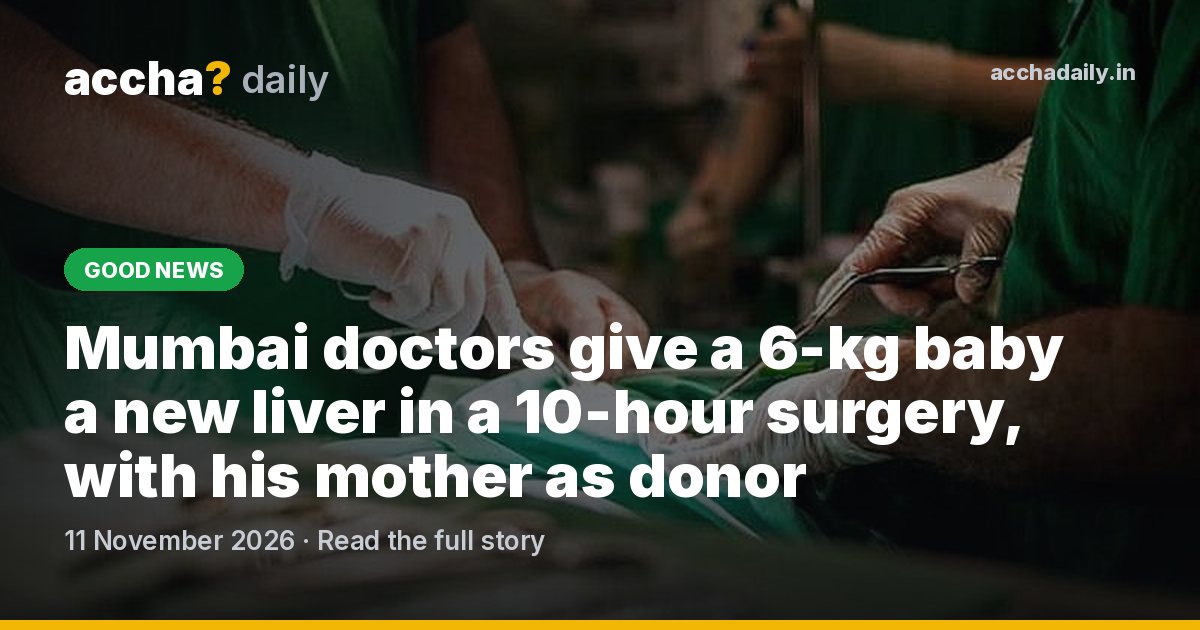 accha? daily
acchadaily.in
GOOD NEWS
Mumbai doctors give a 6-kg baby
a new liver in a 10-hour surgery,
with his mother as donor
11 November 2026 · Read the full story